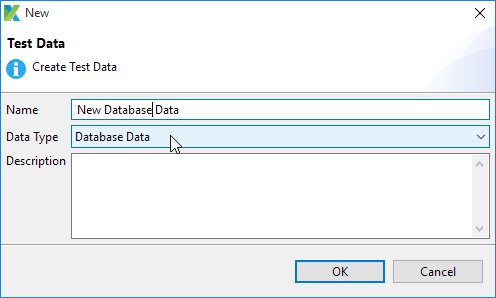 New
Test Data
Create Test Data
Name New Database Data
Data Type Database Data
Description
OK Cancel